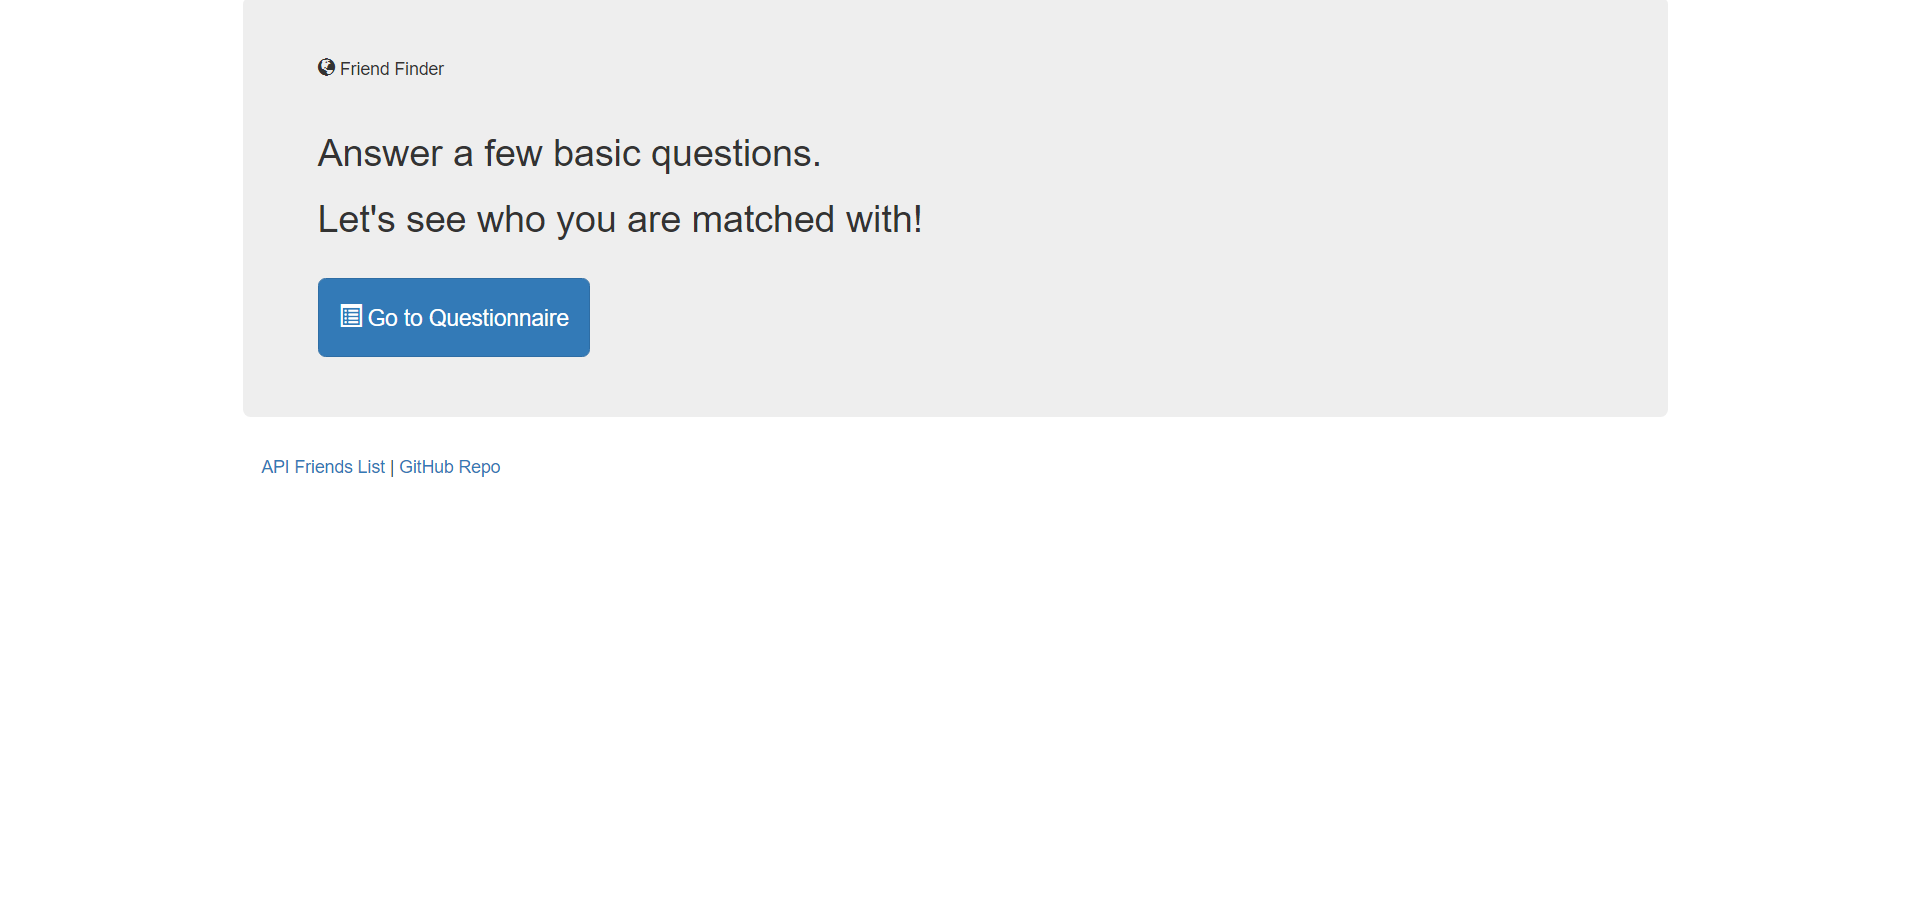 Friend Finder
Answer a few basic questions.
Let's see who you are matched with!
Go to Questionnaire
API Friends List | GitHub Repo